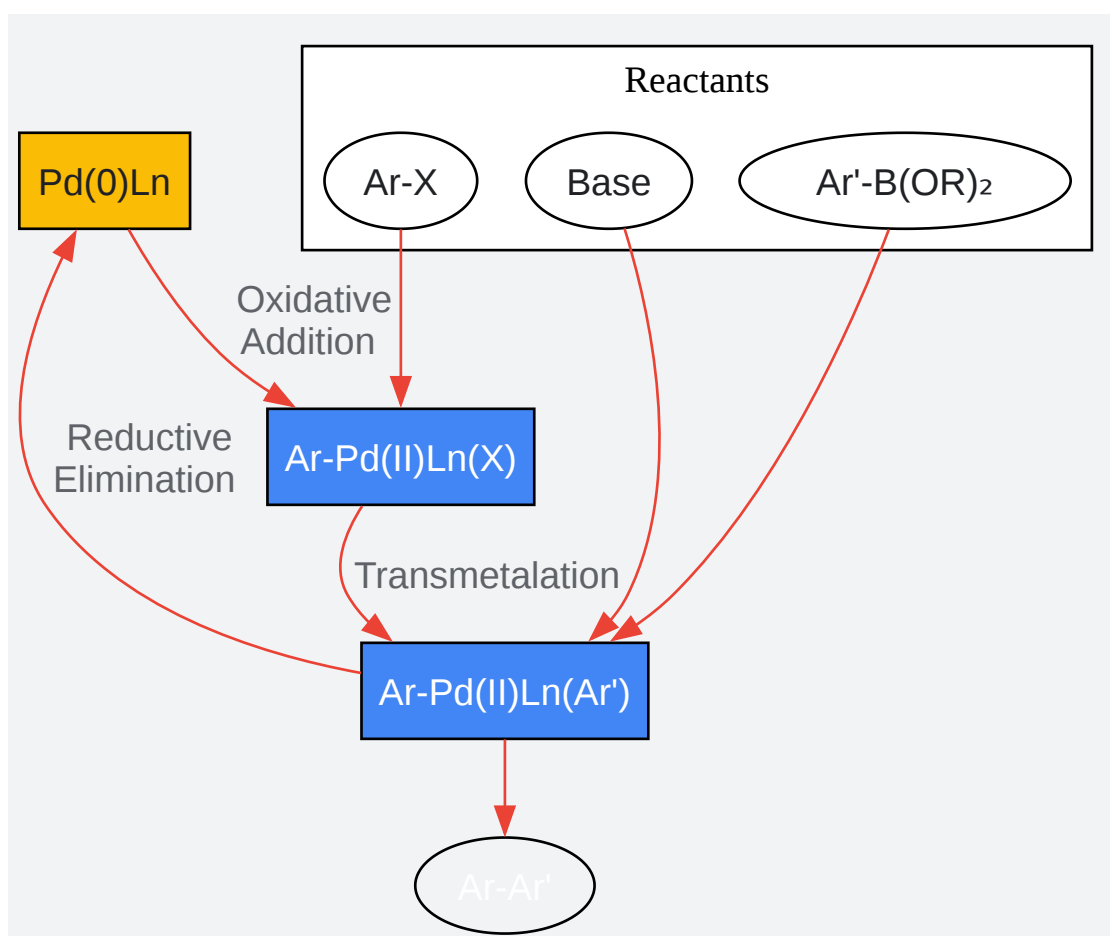 Reactants
Pd(0)Ln
Ar-X
Base
Ar'-B(OR)₂
Oxidative
Addition
Reductive
Elimination
Ar-Pd(II)Ln(X)
Transmetalation
Ar-Pd(II)Ln(Ar')
Ar-Ar'